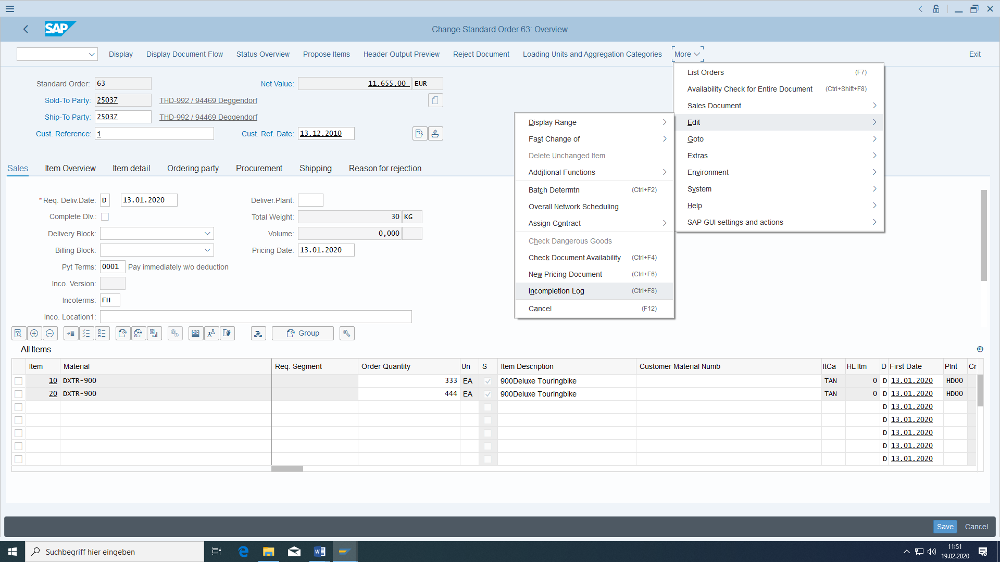 SAP
Change Standard Order 63: Overview
Display Display Document Flow Status Overview Propose Items Header Output Preview Reject Document Loading Units and Aggregation Categories More Exit
Standard Order: 63
Net Value: 11.655,00 EUR
Sold-To Party: 25037 THD-992 / 94469 Deggendorf
Ship-To Party: 25037 THD-992 / 94469 Deggendorf
Cust. Reference: 1
Cust. Ref. Date: 13.12.2010
List Orders (F7)
Availability Check for Entire Document (Ctrl+Shift+F8)
Sales Document
Edit
Goto
Extras
Environment
System
Help
SAP GUI settings and actions
Display Range
Fast Change of
Delete Unchanged Item
Additional Functions
Batch Determtn (Ctrl+F2)
Overall Network Scheduling
Assign Contract
Check Dangerous Goods
Check Document Availability (Ctrl+F4)
New Pricing Document (Ctrl+F6)
Incompletion Log (Ctrl+F8)
Cancel (F12)
Sales Item Overview Item detail Ordering party Procurement Shipping Reason for rejection
* Req. Deliv.Date: D 13.01.2020
Deliver.Plant:
Complete Dlv.:
Total Weight: 30 KG
Delivery Block:
Volume: 0,000
Billing Block:
Pricing Date: 13.01.2020
Pyt Terms: 0001 Pay immediately w/o deduction
Inco. Version:
Incoterms: FH
Inco. Location1:
Group
All Items
Item Material Req. Segment Order Quantity Un S Item Description Customer Material Numb ItCa HL Itm D First Date Plnt Cr
10 DXTR-900 333 EA 900Deluxe Touringbike TAN 0 D 13.01.2020 HD00
20 DXTR-900 444 EA 900Deluxe Touringbike TAN 0 D 13.01.2020 HD00
D 13.01.2020
D 13.01.2020
D 13.01.2020
D 13.01.2020
D 13.01.2020
Save Cancel
Suchbegriff hier eingeben
11:51
19.02.2020